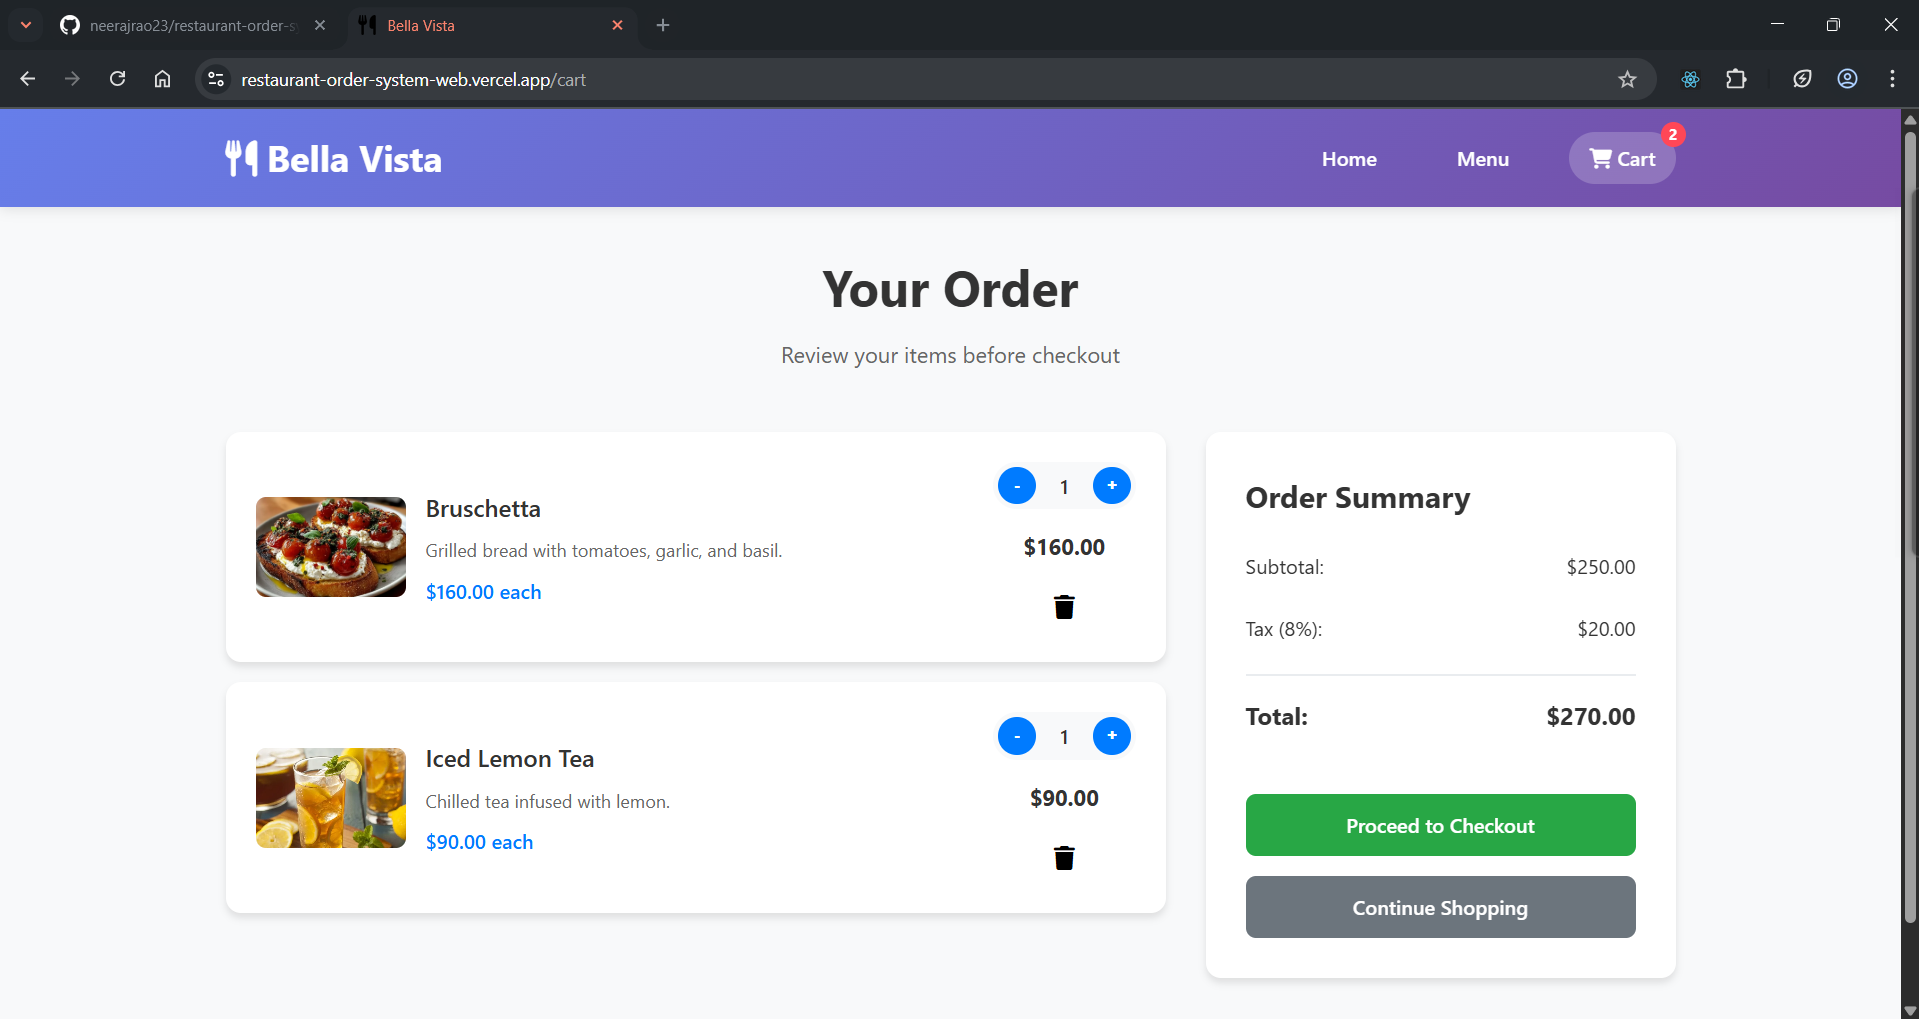 neerajrao23/restaurant-order-s
Bella Vista
restaurant-order-system-web.vercel.app/cart
Bella Vista
Home
Menu
Cart
2
Your Order
Review your items before checkout
Bruschetta
Grilled bread with tomatoes, garlic, and basil.
$160.00 each
- 1 +
$160.00
Iced Lemon Tea
Chilled tea infused with lemon.
$90.00 each
- 1 +
$90.00
Order Summary
Subtotal: $250.00
Tax (8%): $20.00
Total: $270.00
Proceed to Checkout
Continue Shopping